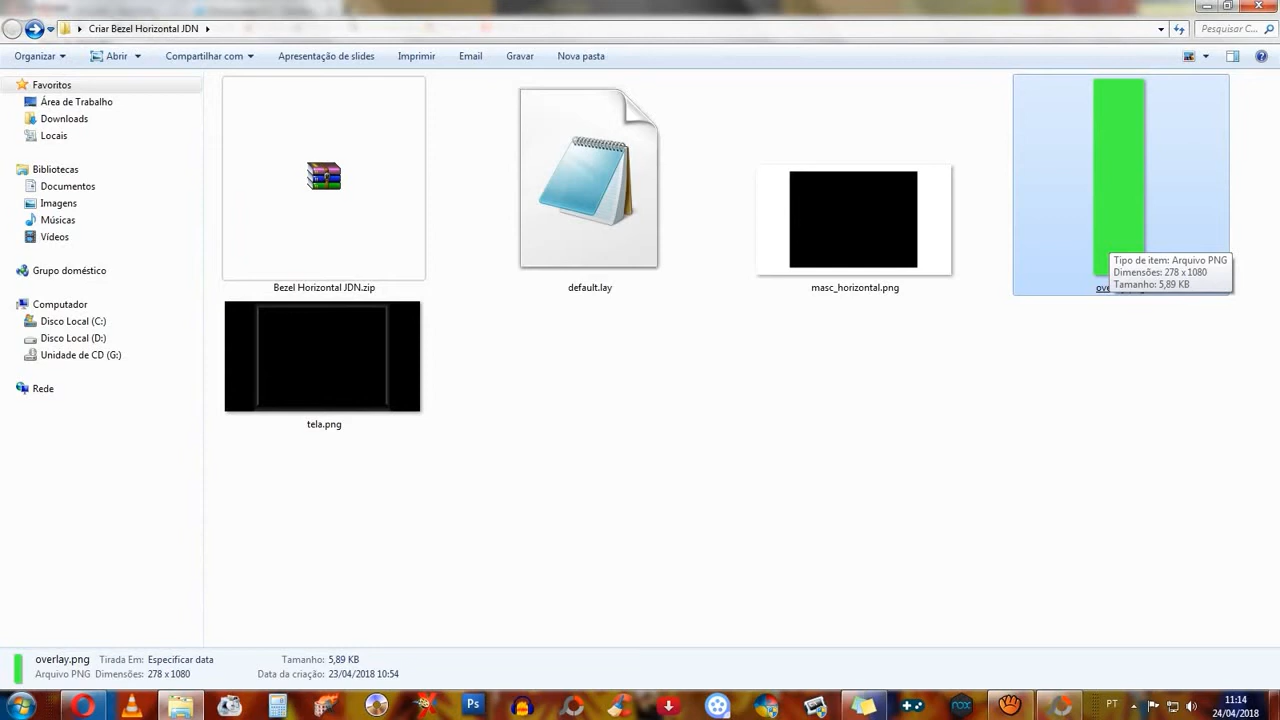 Criar Bezel Horizontal JDN
Pesquisar C...
Organizar
Abrir
Compartilhar com
Apresentação de slides
Imprimir
Email
Gravar
Nova pasta
Favoritos
Área de Trabalho
Downloads
Locais
Bibliotecas
Documentos
Imagens
Músicas
Vídeos
Grupo doméstico
Computador
Disco Local (C:)
Disco Local (D:)
Unidade de CD (G:)
Rede
Bezel Horizontal JDN.zip
default.lay
masc_horizontal.png
Tipo de item: Arquivo PNG
Dimensões: 278 x 1080
Tamanho: 5,89 KB
tela.png
overlay.png Tirada Em: Especificar data Tamanho: 5,89 KB
Arquivo PNG Dimensões: 278 x 1080 Data da criação: 23/04/2018 10:54
Ps
nox
PT
11:14
24/04/2018